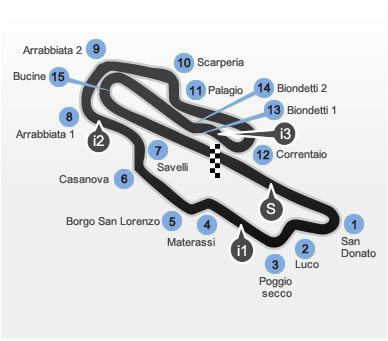 Arrabbiata 2
9
10
Scarperia
Bucine
15
11
Palagio
14
Biondetti 2
13
Biondetti 1
8
Arrabbiata 1
i2
i3
7
Savelli
12
Correntaio
Casanova
6
S
Borgo San Lorenzo
5
4
Materassi
i1
1
San
Donato
2
Luco
3
Poggio
secco